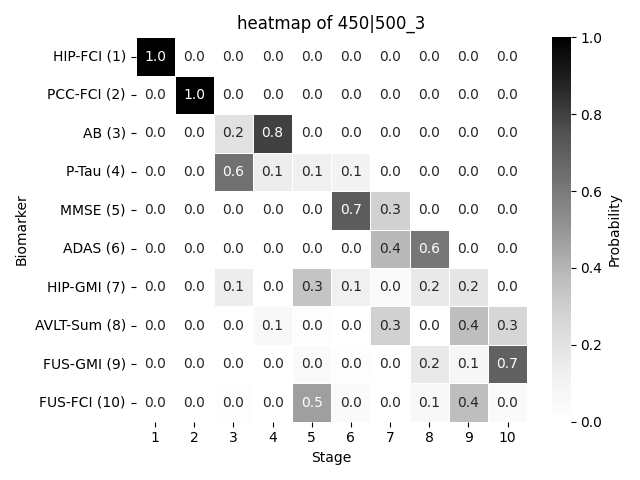 heatmap of 450|500_3
HIP-FCI (1) 1.0 0.0 0.0 0.0 0.0 0.0 0.0 0.0 0.0 0.0
PCC-FCI (2) 0.0 1.0 0.0 0.0 0.0 0.0 0.0 0.0 0.0 0.0
AB (3) 0.0 0.0 0.2 0.8 0.0 0.0 0.0 0.0 0.0 0.0
P-Tau (4) 0.0 0.0 0.6 0.1 0.1 0.1 0.0 0.0 0.0 0.0
MMSE (5) 0.0 0.0 0.0 0.0 0.0 0.7 0.3 0.0 0.0 0.0
ADAS (6) 0.0 0.0 0.0 0.0 0.0 0.0 0.4 0.6 0.0 0.0
HIP-GMI (7) 0.0 0.0 0.1 0.0 0.3 0.1 0.0 0.2 0.2 0.0
AVLT-Sum (8) 0.0 0.0 0.0 0.1 0.0 0.0 0.3 0.0 0.4 0.3
FUS-GMI (9) 0.0 0.0 0.0 0.0 0.0 0.0 0.0 0.2 0.1 0.7
FUS-FCI (10) 0.0 0.0 0.0 0.0 0.5 0.0 0.0 0.1 0.4 0.0
1 2 3 4 5 6 7 8 9 10
Stage
Biomarker
1.0
0.8
0.6
0.4
0.2
0.0
Probability